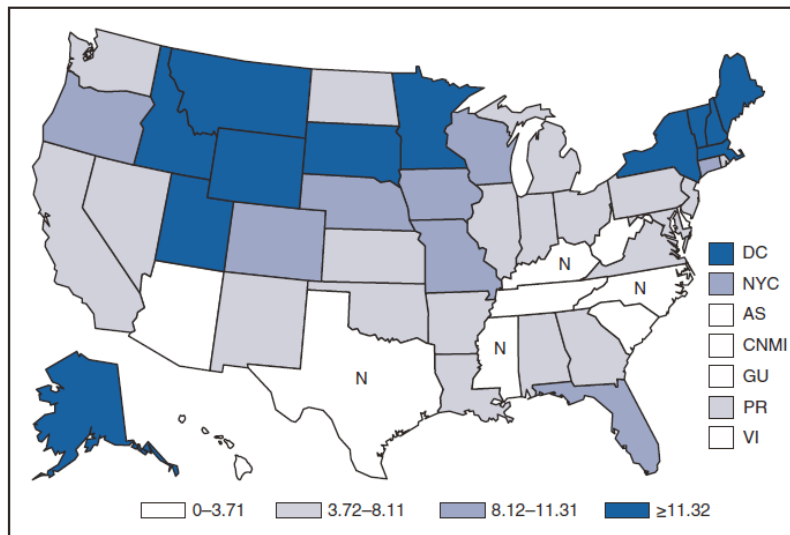 N
N
N
N
DC
NYC
AS
CNMI
GU
PR
VI
0–3.71
3.72–8.11
8.12–11.31
≥11.32